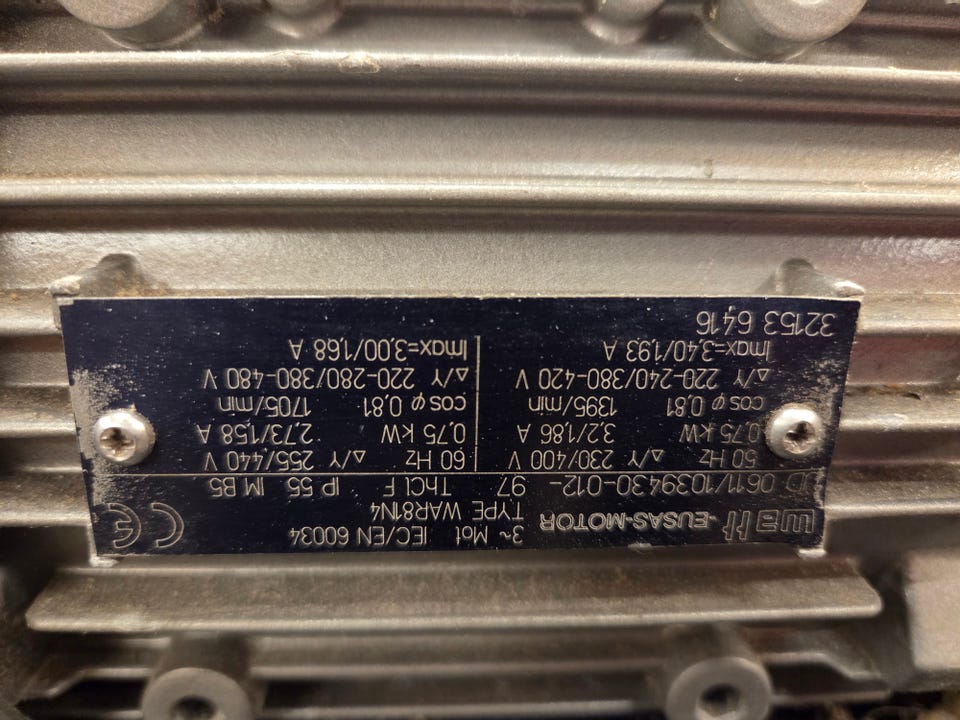 watt -EUSAS-MOTOR 3~ Mot IEC/EN 60034
TYPE WAR81N4 CE
0611/1039430-012- 97 ThCl F IP 55 IM B5
50 Hz Δ/Y 230/400 V
0,75 kW 3,2/1,86 A
cos φ 0,81 1395/min
Δ/Y 220-240/380-420 V
Imax=3,40/1,93 A
60 Hz Δ/Y 255/440 V
0,75 kW 2,73/1,58 A
cos φ 0,81 1705/min
Δ/Y 220-280/380-480 V
Imax=3,00/1,68 A
32153 6416